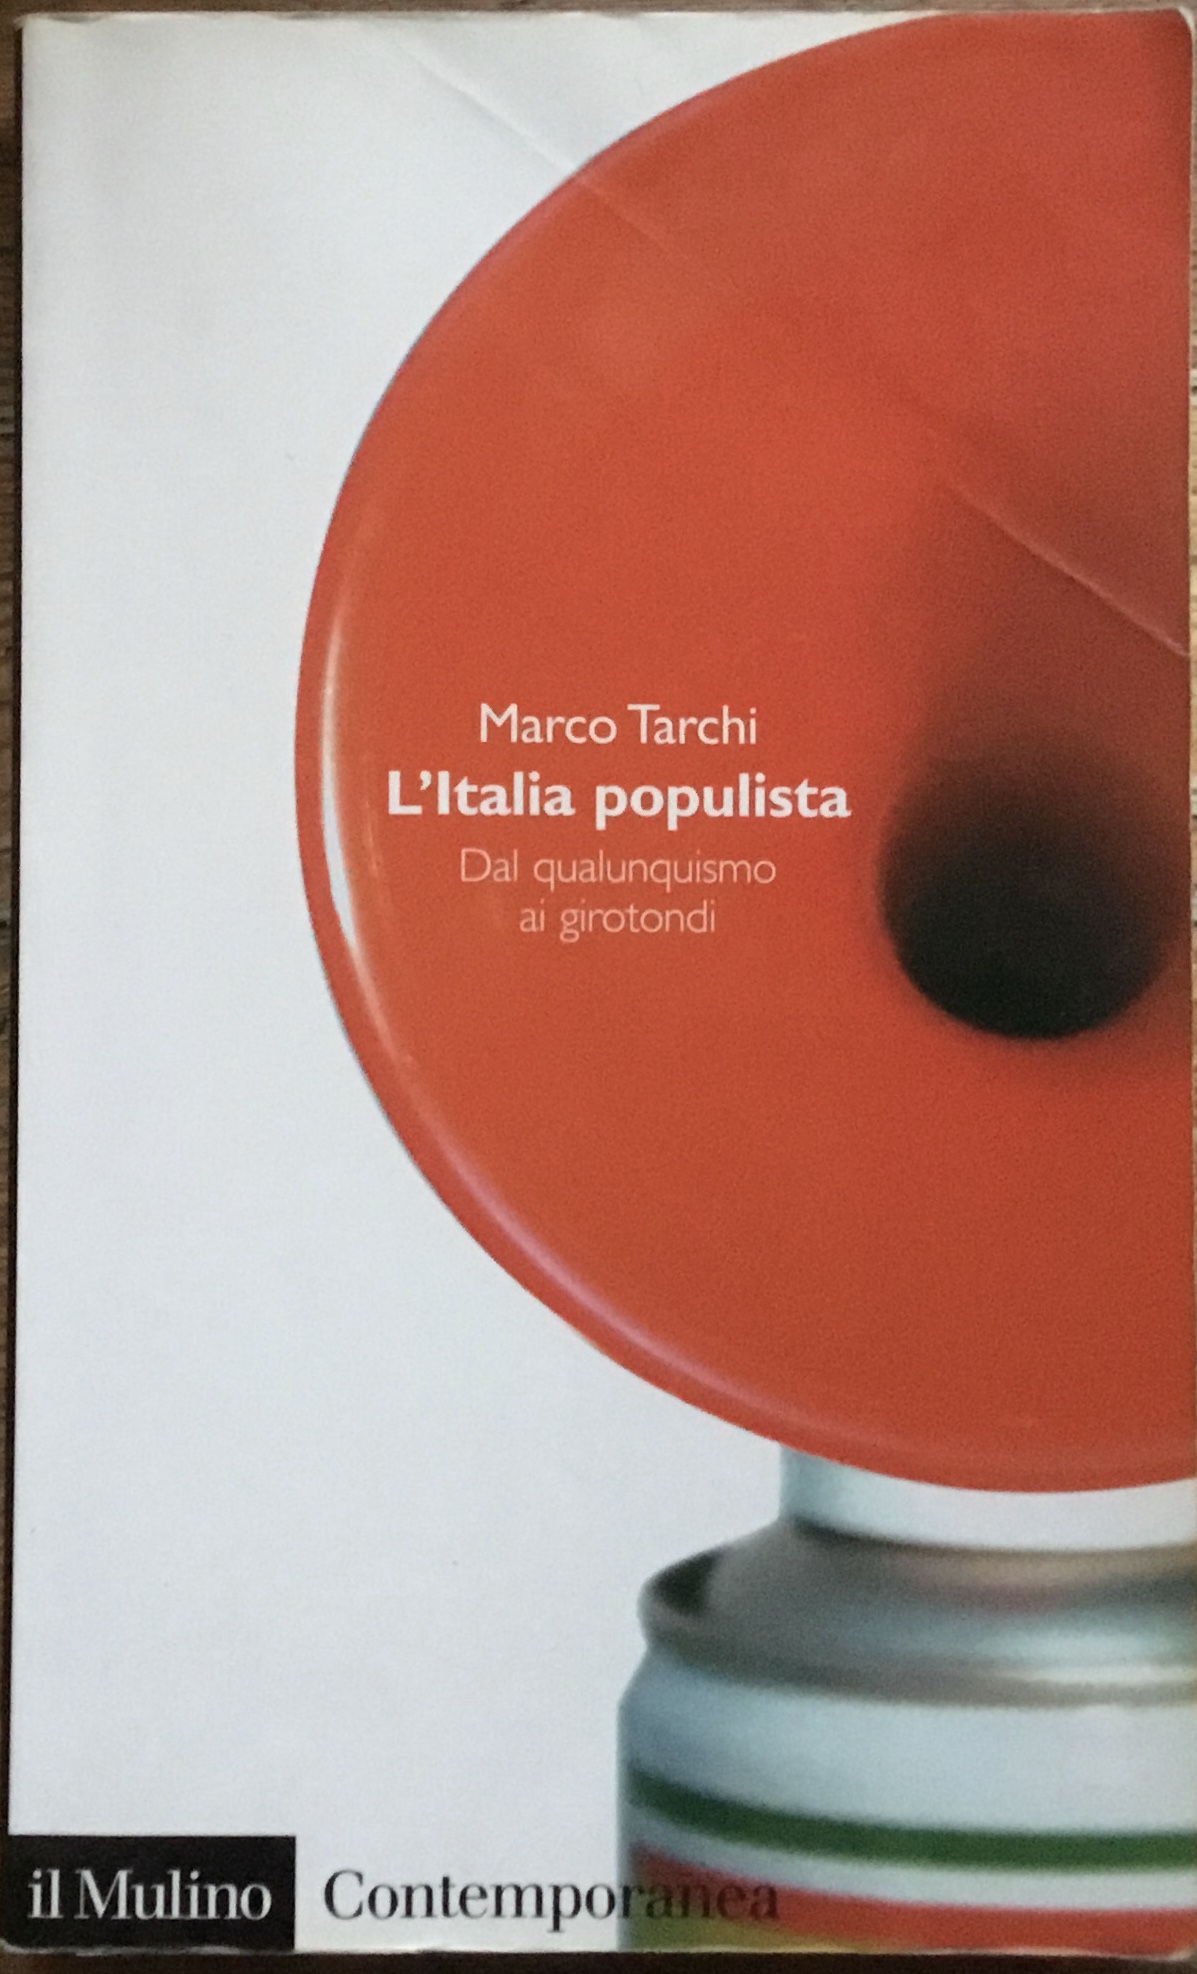 Marco Tarchi
L'Italia populista
Dal qualunquismo
ai girotondi
il Mulino Contemporanea